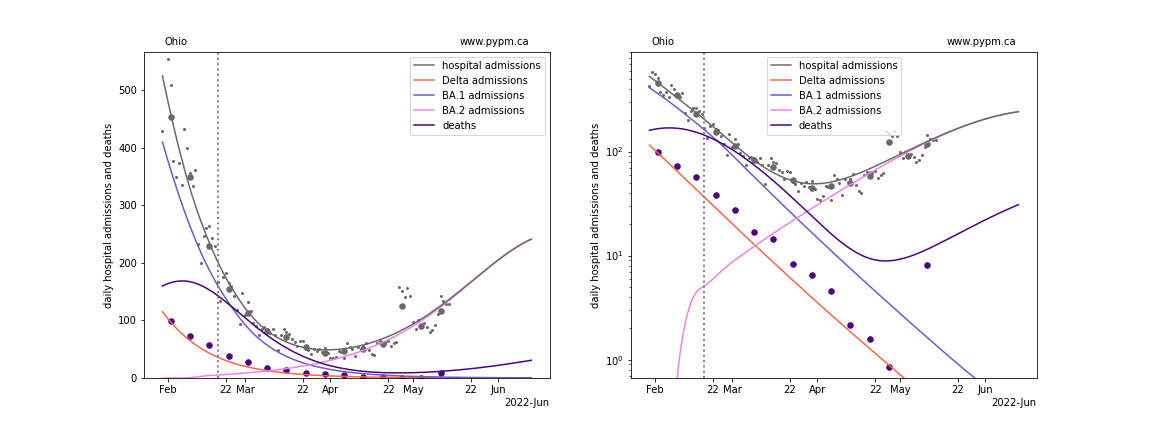 Ohio www.pypm.ca
hospital admissions
Delta admissions
BA.1 admissions
BA.2 admissions
deaths
daily hospital admissions and deaths
500
400
300
200
100
0
Feb 22 Mar 22 Apr 22 May 22 Jun
2022-Jun
Ohio www.pypm.ca
hospital admissions
Delta admissions
BA.1 admissions
BA.2 admissions
deaths
daily hospital admissions and deaths
10²
10¹
10⁰
Feb 22 Mar 22 Apr 22 May 22 Jun
2022-Jun